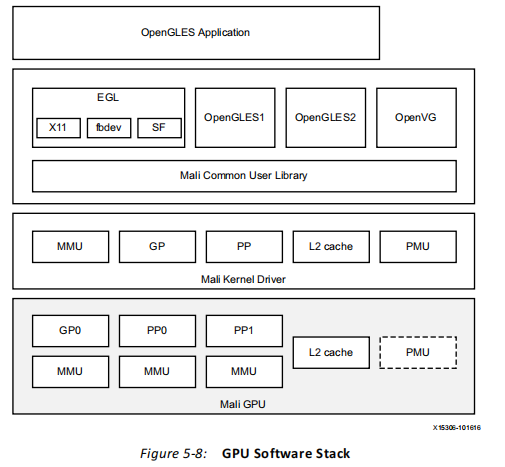 OpenGLES Application
EGL
X11 fbdev SF
OpenGLES1 OpenGLES2 OpenVG
Mali Common User Library
MMU GP PP L2 cache PMU
Mali Kernel Driver
GP0 PP0 PP1
L2 cache PMU
MMU MMU MMU
Mali GPU
X15306-101616
Figure 5-8: GPU Software Stack